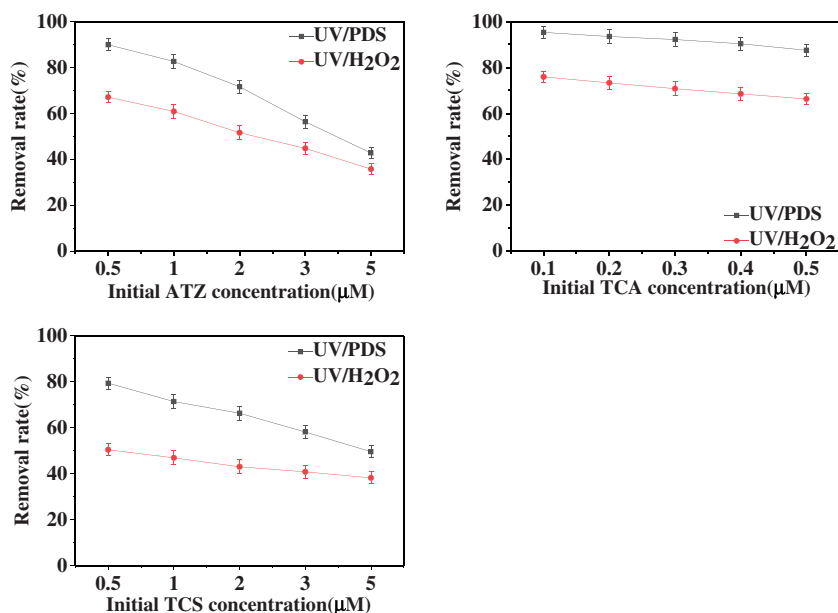 100
80
60
40
20
0
Removal rate(%)
UV/PDS
UV/H2O2
0.5 1 2 3 5
Initial ATZ concentration(μM)
100
80
60
40
20
0
Removal rate(%)
UV/PDS
UV/H2O2
0.1 0.2 0.3 0.4 0.5
Initial TCA concentration(μM)
100
80
60
40
20
0
Removal rate(%)
UV/PDS
UV/H2O2
0.5 1 2 3 5
Initial TCS concentration(μM)